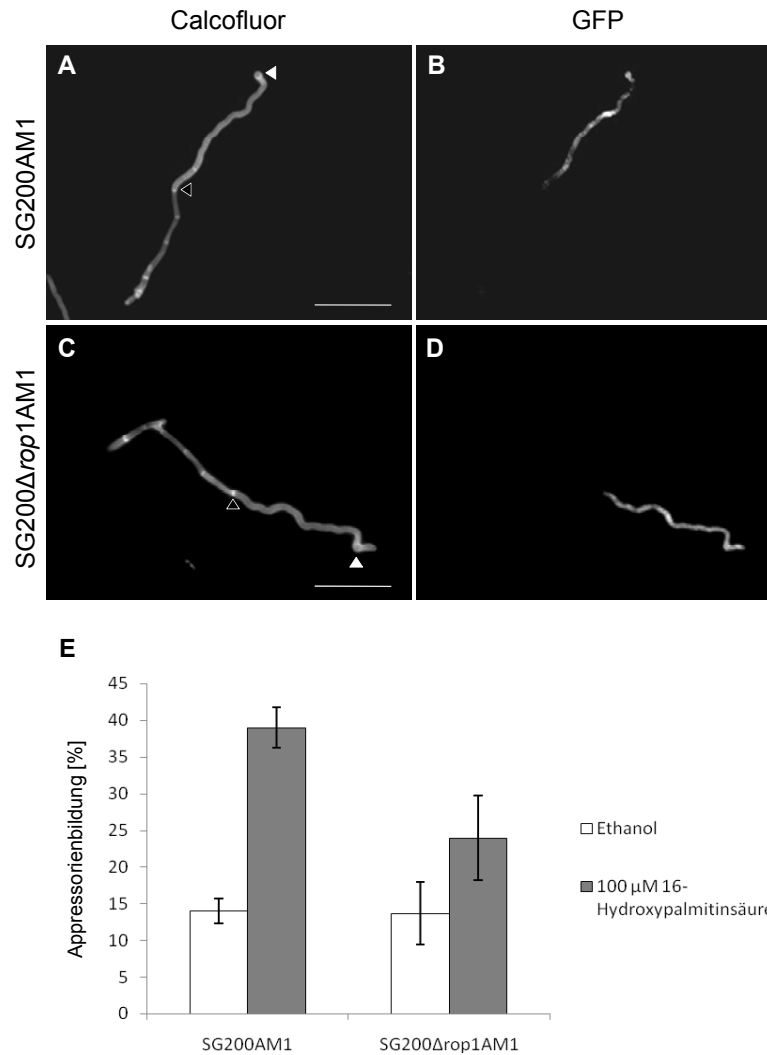 Calcofluor
GFP
SG200AM1
A
B
SG200Δrop1AM1
C
D
E
Appressorienbildung [%]
45
40
35
30
25
20
15
10
5
0
SG200AM1
SG200Δrop1AM1
Ethanol
100 µM 16-
Hydroxypalmitinsäure